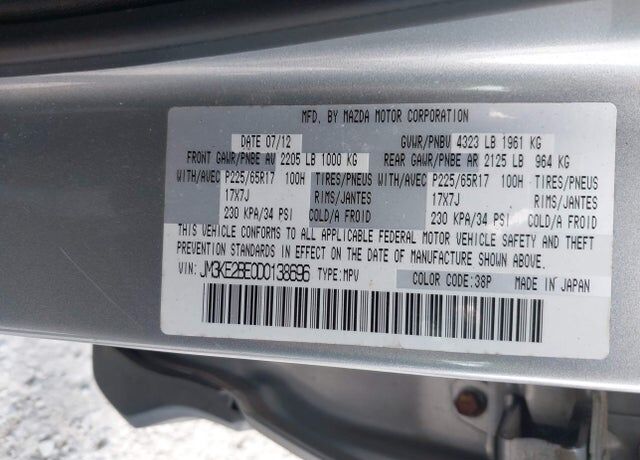 MFD. BY MAZDA MOTOR CORPORATION
DATE 07/12 GVWR/PNBV 4323 LB 1961 KG
FRONT GAWR/PNBE AV 2205 LB 1000 KG REAR GAWR/PNBE AR 2125 LB 964 KG
WITH/AVEC P225/65R17 100H TIRES/PNEUS WITH/AVEC P225/65R17 100H TIRES/PNEUS
17X7J RIMS/JANTES 17X7J RIMS/JANTES
230 KPA/34 PSI COLD/A FROID 230 KPA/34 PSI COLD/A FROID
THIS VEHICLE CONFORMS TO ALL APPLICABLE FEDERAL MOTOR VEHICLE SAFETY AND THEFT
PREVENTION STANDARDS IN EFFECT ON THE DATE OF MANUFACTURE SHOWN ABOVE.
VIN: JM3KE2BE0D0138696 TYPE:MPV COLOR CODE:38P MADE IN JAPAN